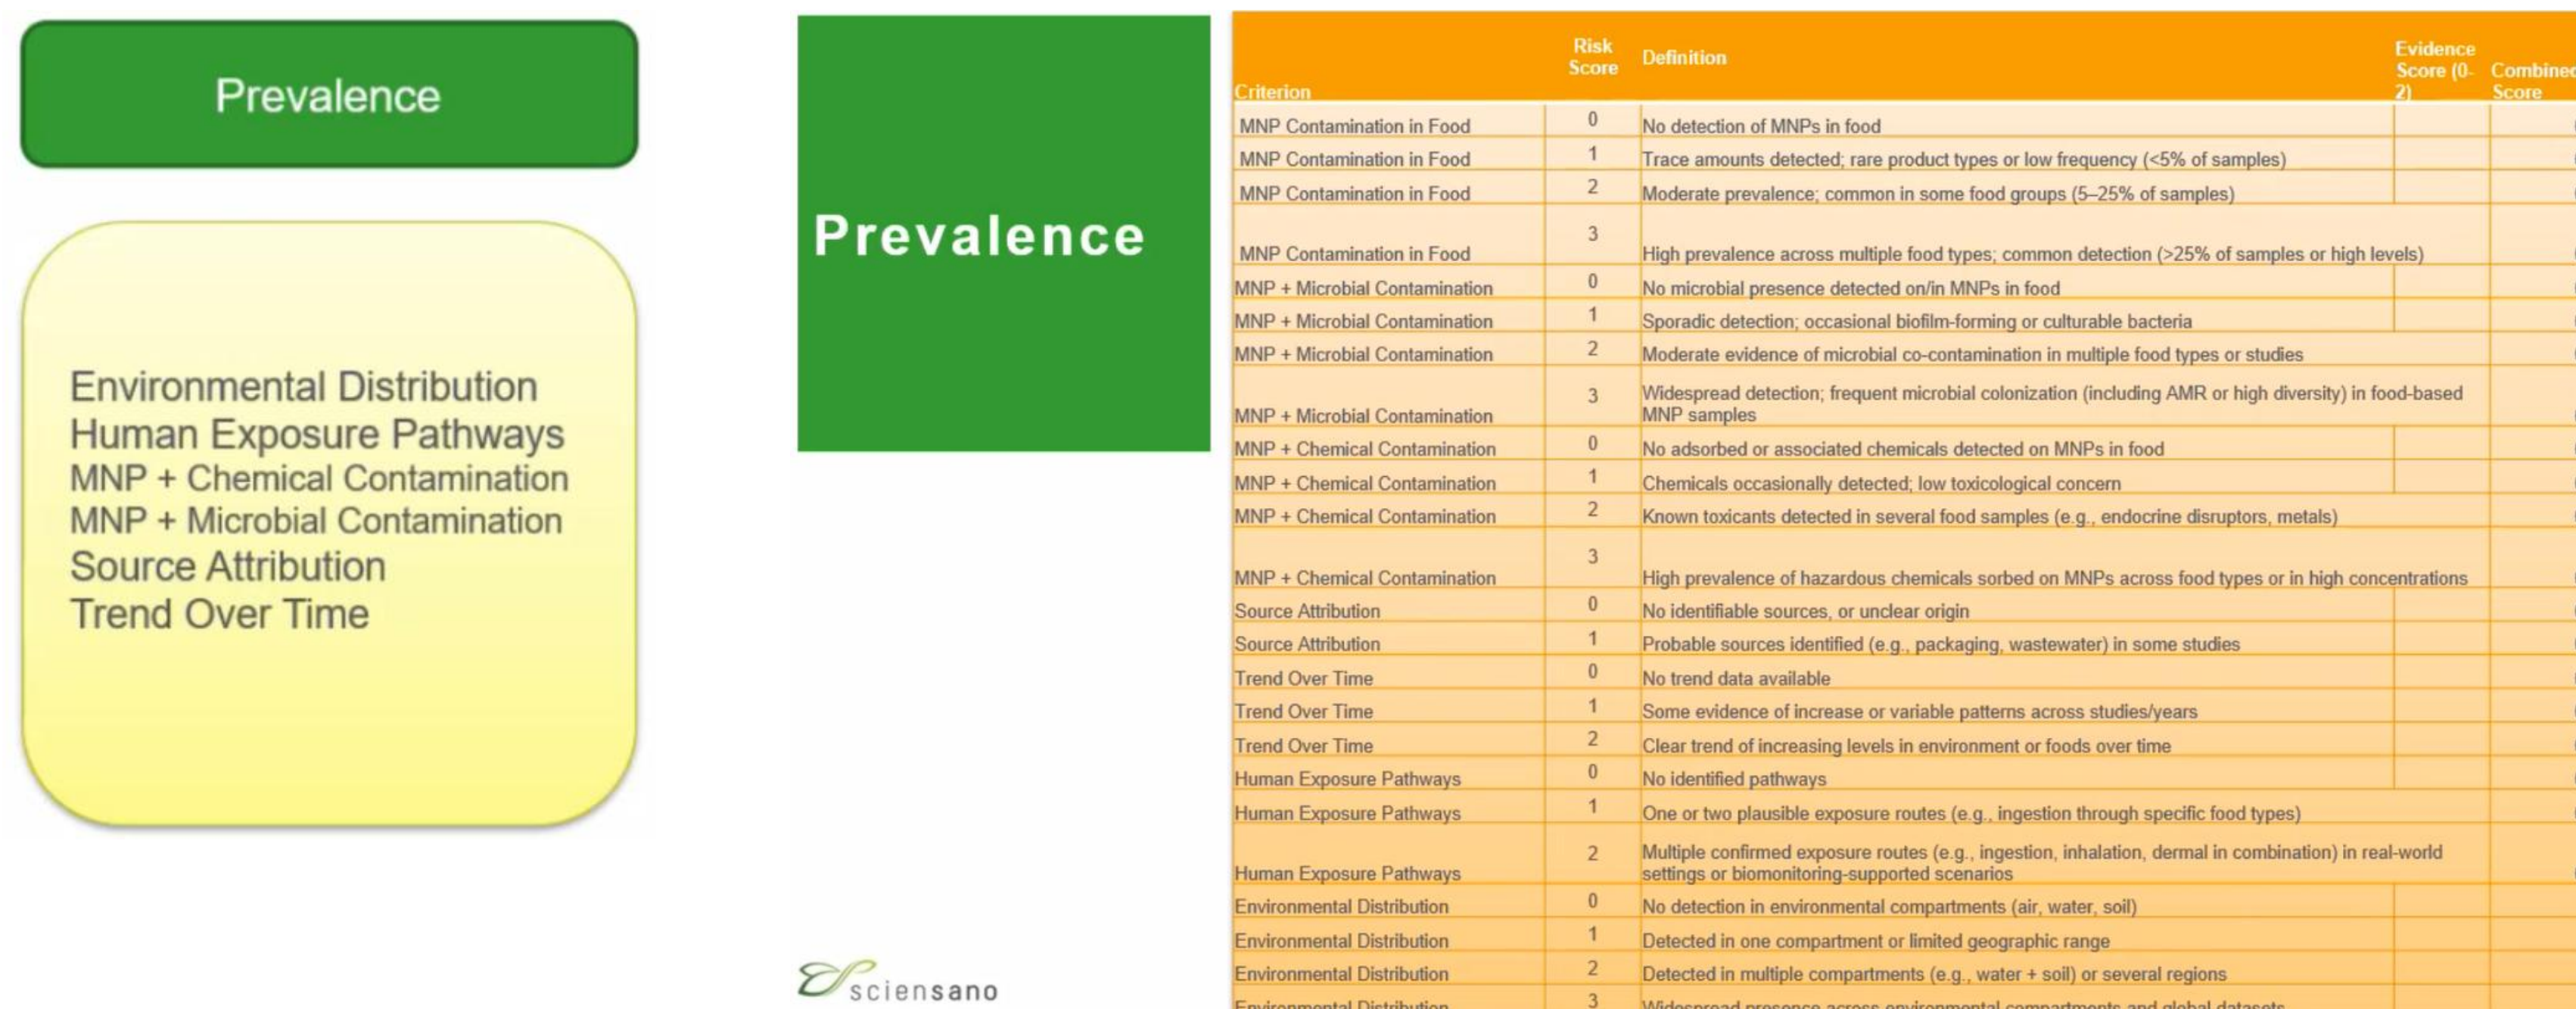 Prevalence
Environmental Distribution
Human Exposure Pathways
MNP + Chemical Contamination
MNP + Microbial Contamination
Source Attribution
Trend Over Time
Prevalence
sciensano
Criterion Risk Score Definition Evidence Score (0-2) Combined Score
MNP Contamination in Food 0 No detection of MNPs in food
MNP Contamination in Food 1 Trace amounts detected; rare product types or low frequency (<5% of samples)
MNP Contamination in Food 2 Moderate prevalence; common in some food groups (5–25% of samples)
MNP Contamination in Food 3 High prevalence across multiple food types; common detection (>25% of samples or high levels)
MNP + Microbial Contamination 0 No microbial presence detected on/in MNPs in food
MNP + Microbial Contamination 1 Sporadic detection; occasional biofilm-forming or culturable bacteria
MNP + Microbial Contamination 2 Moderate evidence of microbial co-contamination in multiple food types or studies
MNP + Microbial Contamination 3 Widespread detection; frequent microbial colonization (including AMR or high diversity) in food-based
MNP samples
MNP + Chemical Contamination 0 No adsorbed or associated chemicals detected on MNPs in food
MNP + Chemical Contamination 1 Chemicals occasionally detected; low toxicological concern
MNP + Chemical Contamination 2 Known toxicants detected in several food samples (e.g., endocrine disruptors, metals)
MNP + Chemical Contamination 3 High prevalence of hazardous chemicals sorbed on MNPs across food types or in high concentrations
Source Attribution 0 No identifiable sources, or unclear origin
Source Attribution 1 Probable sources identified (e.g., packaging, wastewater) in some studies
Trend Over Time 0 No trend data available
Trend Over Time 1 Some evidence of increase or variable patterns across studies/years
Trend Over Time 2 Clear trend of increasing levels in environment or foods over time
Human Exposure Pathways 0 No identified pathways
Human Exposure Pathways 1 One or two plausible exposure routes (e.g., ingestion through specific food types)
Human Exposure Pathways 2 Multiple confirmed exposure routes (e.g., ingestion, inhalation, dermal in combination) in real-world
settings or biomonitoring-supported scenarios
Environmental Distribution 0 No detection in environmental compartments (air, water, soil)
Environmental Distribution 1 Detected in one compartment or limited geographic range
Environmental Distribution 2 Detected in multiple compartments (e.g., water + soil) or several regions
Environmental Distribution 3 Widespread presence across environmental compartments and global datasets